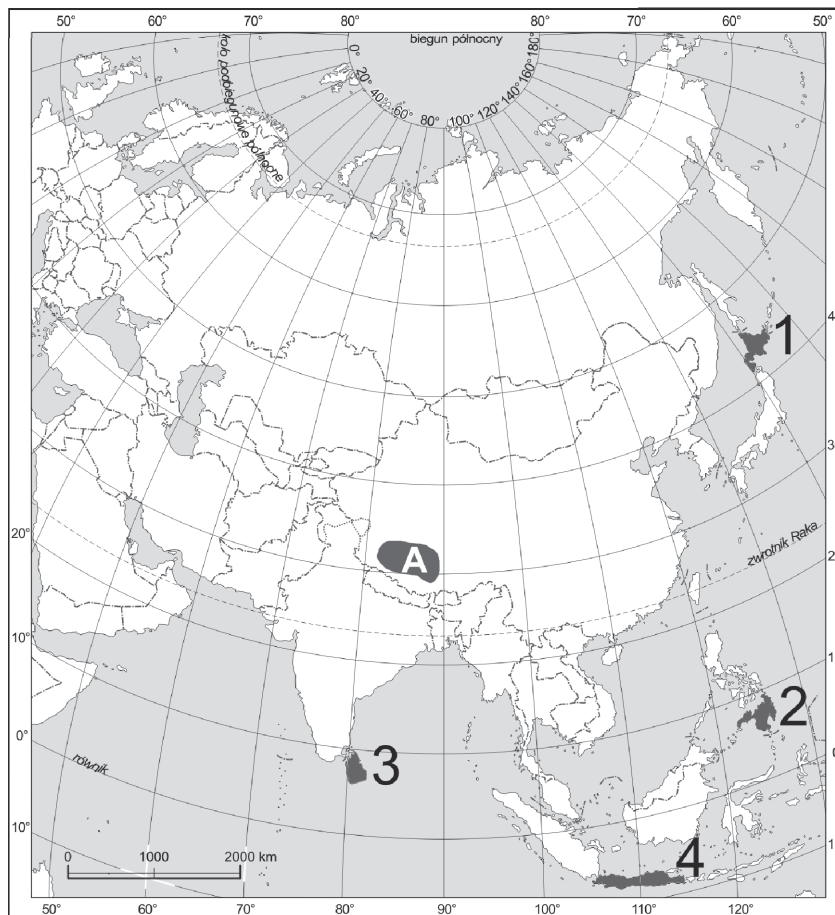 50° 60° 70° 80° 80° 70° 60° 50°
biegun północny
0° 20° 40° 60° 80° 100° 120° 140° 160° 180°
koło podbiegunowe północne
1
2
3
4
A
zwrotnik Raka
równik
20°
10°
0°
10°
0 1000 2000 km
50° 60° 70° 80° 90° 100° 110° 120°